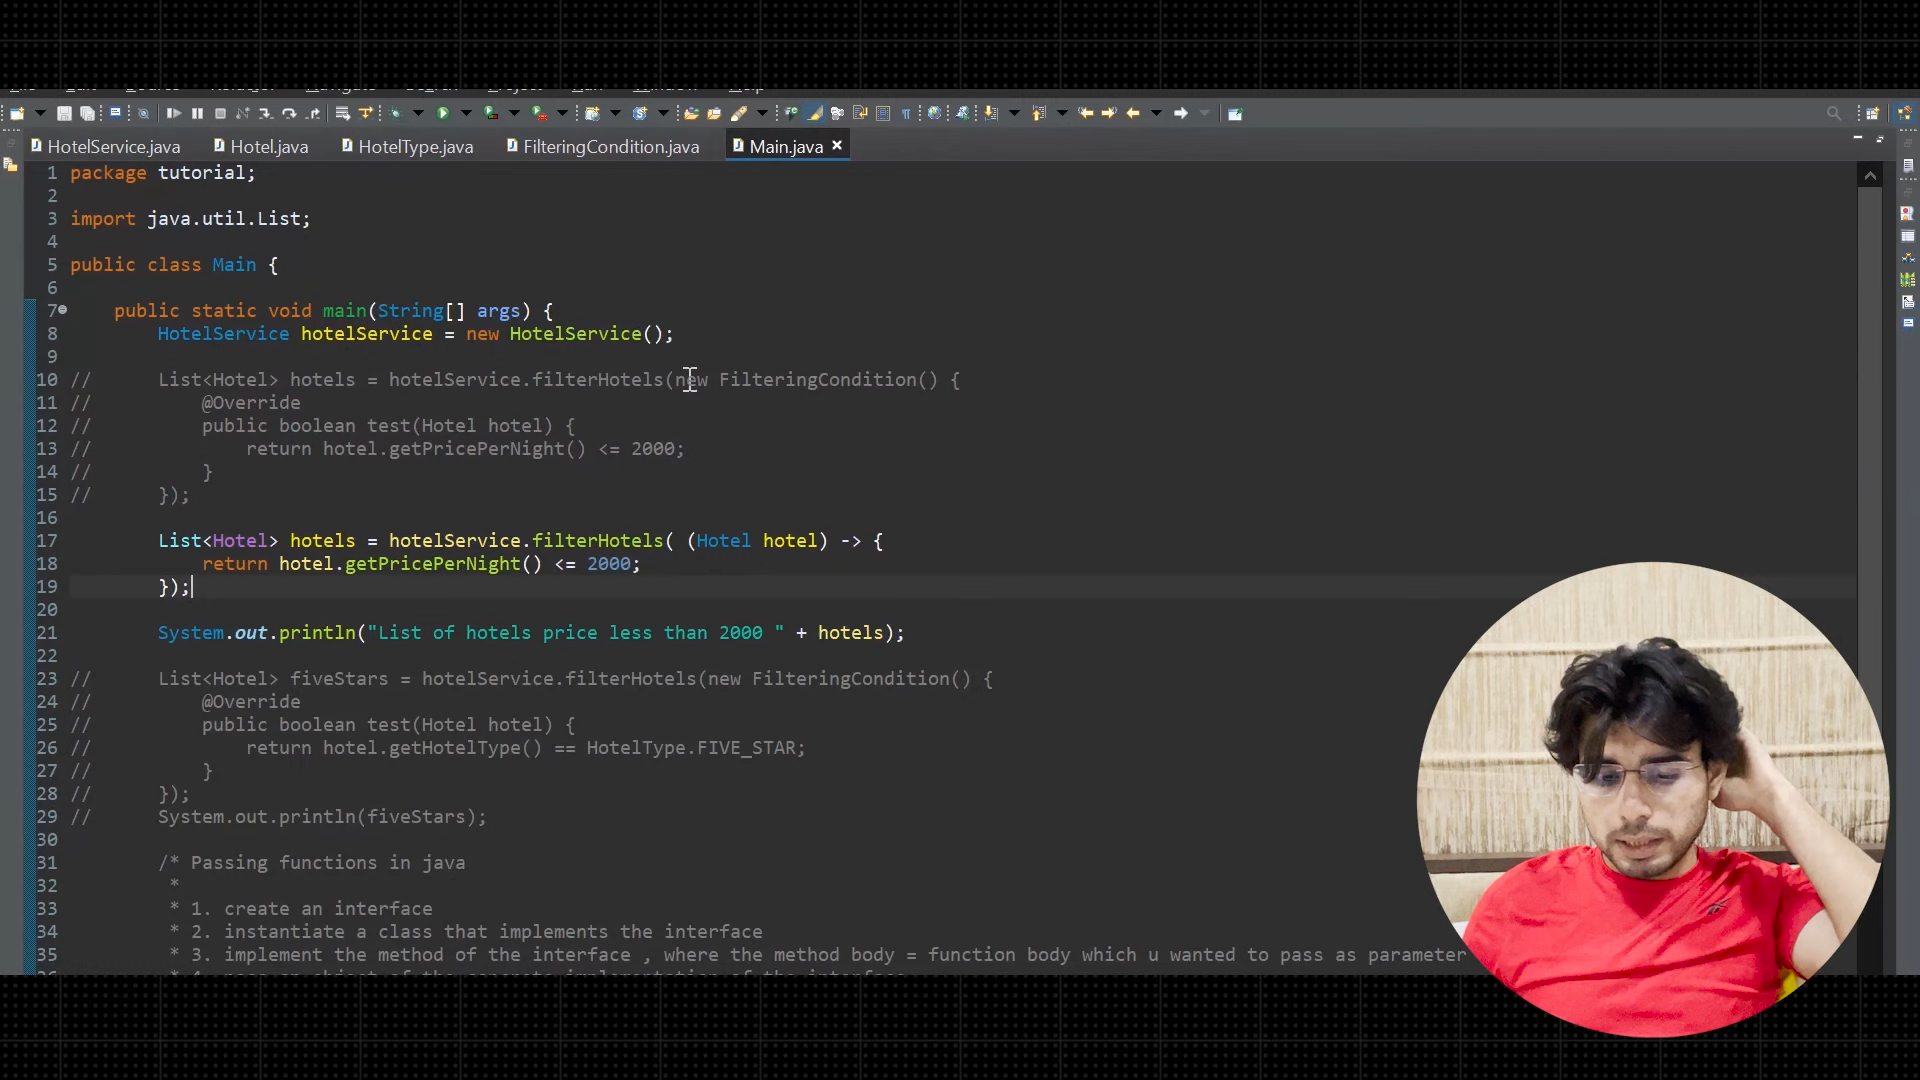 HotelService.java Hotel.java HotelType.java FilteringCondition.java Main.java
1 package tutorial;
2
3 import java.util.List;
4
5 public class Main {
6
7 public static void main(String[] args) {
8 HotelService hotelService = new HotelService();
9
10 // List<Hotel> hotels = hotelService.filterHotels(new FilteringCondition() {
11 // @Override
12 // public boolean test(Hotel hotel) {
13 // return hotel.getPricePerNight() <= 2000;
14 // }
15 // });
16
17 List<Hotel> hotels = hotelService.filterHotels( (Hotel hotel) -> {
18 return hotel.getPricePerNight() <= 2000;
19 });
20
21 System.out.println("List of hotels price less than 2000 " + hotels);
22
23 // List<Hotel> fiveStars = hotelService.filterHotels(new FilteringCondition() {
24 // @Override
25 // public boolean test(Hotel hotel) {
26 // return hotel.getHotelType() == HotelType.FIVE_STAR;
27 // }
28 // });
29 // System.out.println(fiveStars);
30
31 /* Passing functions in java
32 *
33 * 1. create an interface
34 * 2. instantiate a class that implements the interface
35 * 3. implement the method of the interface , where the method body = function body which u wanted to pass as parameter